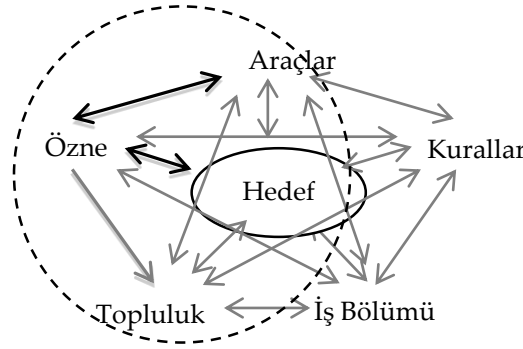 Araçlar
Özne
Kurallar
Hedef
Topluluk
İş Bölümü